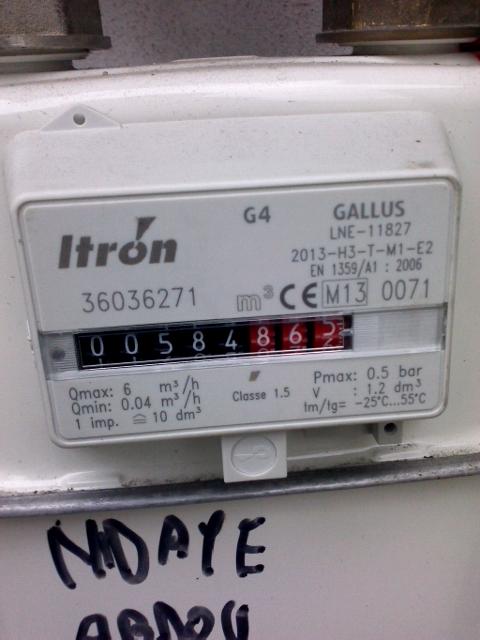 G4
GALLUS
LNE-11827
Itron
2013-H3-T-M1-E2
EN 1359/A1 : 2006
36036271
m³ CE M13 0071
0 0 5 8 4 8 6
Qmax: 6 m³/h
Qmin: 0.04 m³/h
1 imp. ≙ 10 dm³
Classe 1.5
Pmax: 0.5 bar
V : 1.2 dm³
tm/tg= -25°C...55°C
NDAYE
ABDOU